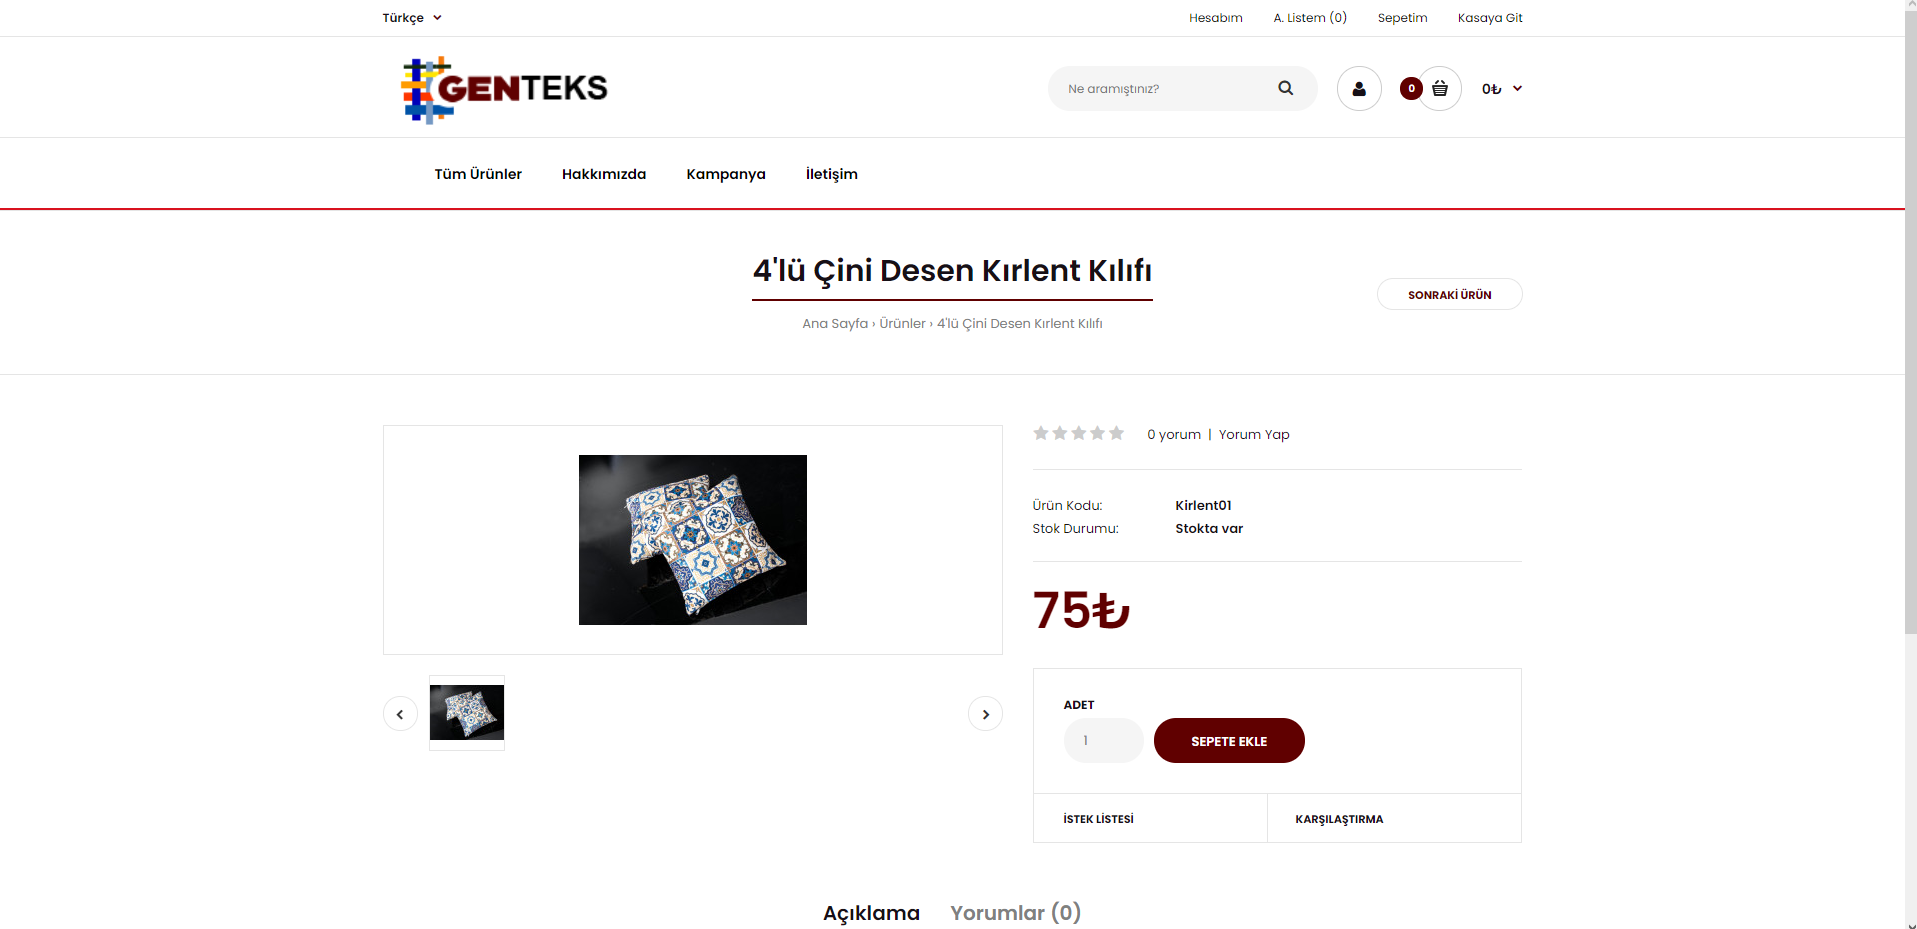 Türkçe
Hesabım A. Listem (0) Sepetim Kasaya Git
GENTEKS
Ne aramıştınız?
0
0₺
Tüm Ürünler Hakkımızda Kampanya İletişim
4'lü Çini Desen Kırlent Kılıfı
SONRAKİ ÜRÜN
Ana Sayfa › Ürünler › 4'lü Çini Desen Kırlent Kılıfı
0 yorum | Yorum Yap
Ürün Kodu: Kirlent01
Stok Durumu: Stokta var
75₺
ADET
1
SEPETE EKLE
İSTEK LİSTESİ
KARŞILAŞTIRMA
Açıklama Yorumlar (0)